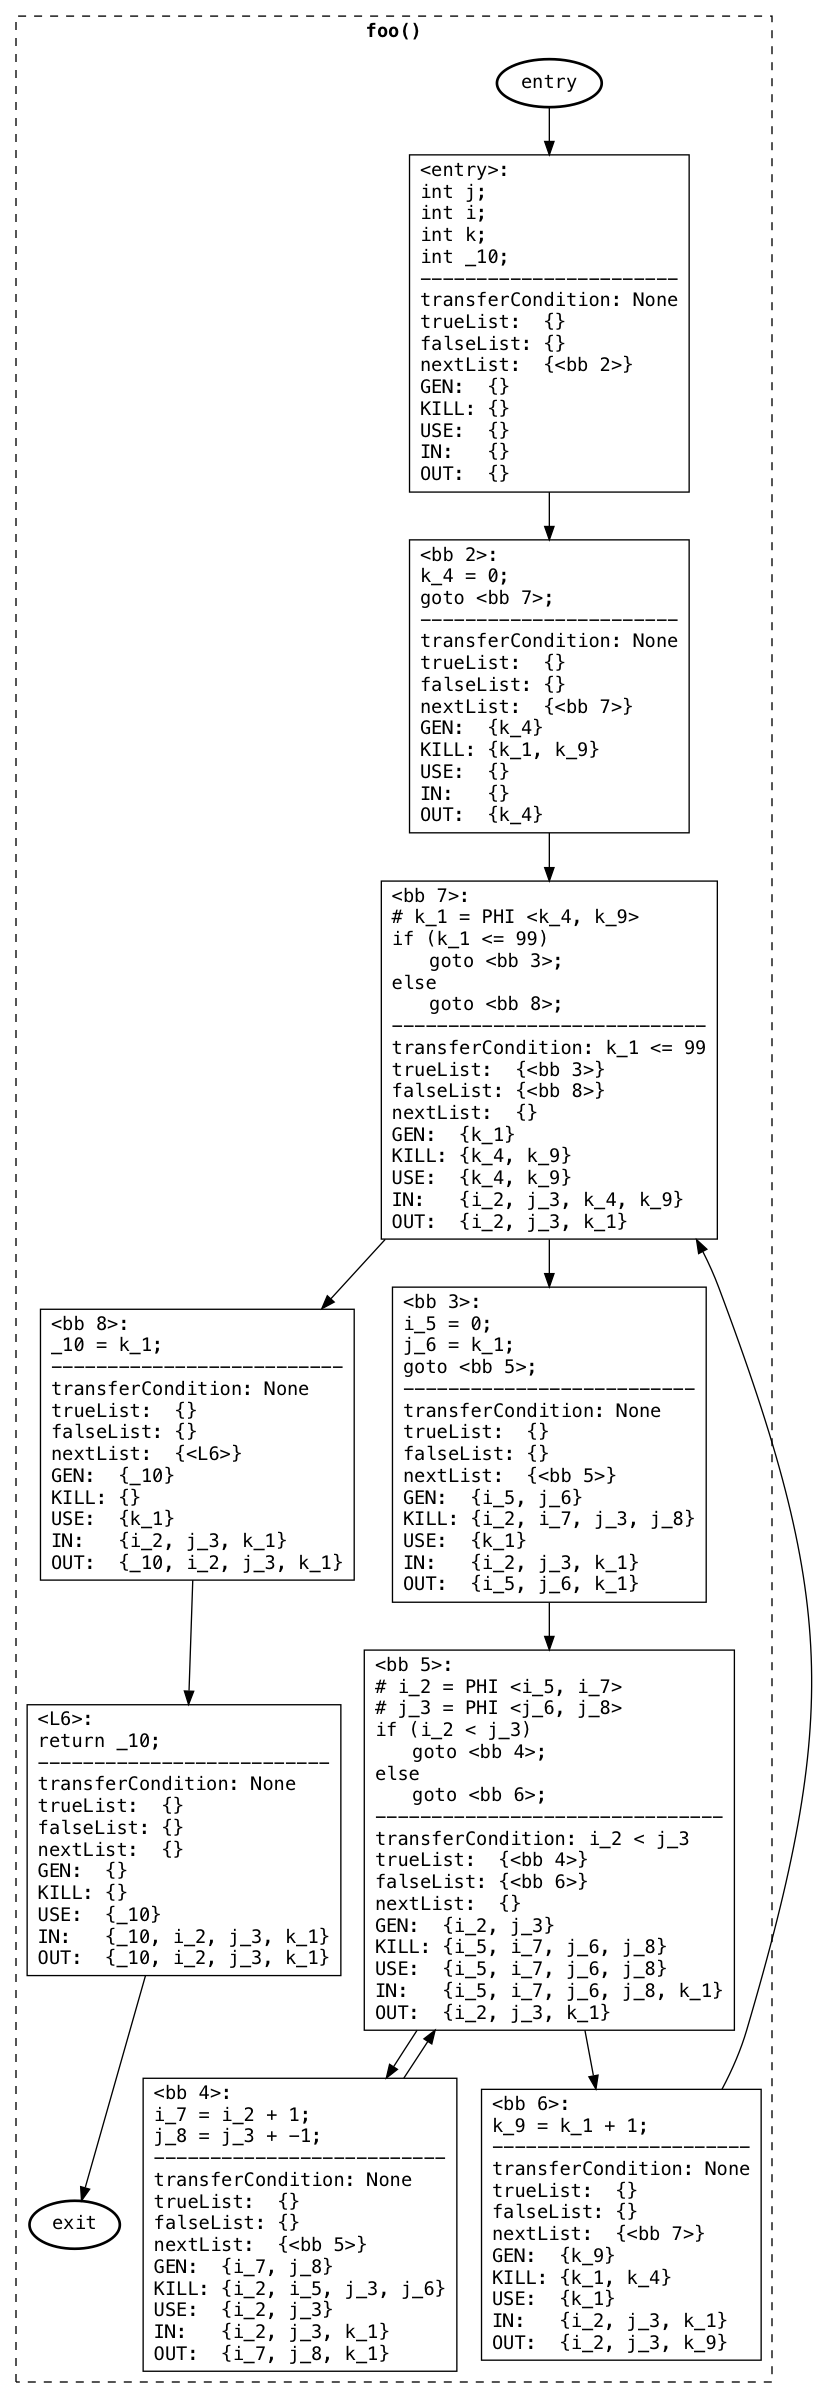 foo()
entry
<entry>:
int j;
int i;
int k;
int _10;
-----------------------
transferCondition: None
trueList:  {}
falseList: {}
nextList:  {<bb 2>}
GEN:  {}
KILL: {}
USE:  {}
IN:   {}
OUT:  {}
<bb 2>:
k_4 = 0;
goto <bb 7>;
-----------------------
transferCondition: None
trueList:  {}
falseList: {}
nextList:  {<bb 7>}
GEN:  {k_4}
KILL: {k_1, k_9}
USE:  {}
IN:   {}
OUT:  {k_4}
<bb 7>:
# k_1 = PHI <k_4, k_9>
if (k_1 <= 99)
   goto <bb 3>;
else
   goto <bb 8>;
----------------------------
transferCondition: k_1 <= 99
trueList:  {<bb 3>}
falseList: {<bb 8>}
nextList:  {}
GEN:  {k_1}
KILL: {k_4, k_9}
USE:  {k_4, k_9}
IN:   {i_2, j_3, k_4, k_9}
OUT:  {i_2, j_3, k_1}
<bb 8>:
_10 = k_1;
--------------------------
transferCondition: None
trueList:  {}
falseList: {}
nextList:  {<L6>}
GEN:  {_10}
KILL: {}
USE:  {k_1}
IN:   {i_2, j_3, k_1}
OUT:  {_10, i_2, j_3, k_1}
<bb 3>:
i_5 = 0;
j_6 = k_1;
goto <bb 5>;
--------------------------
transferCondition: None
trueList:  {}
falseList: {}
nextList:  {<bb 5>}
GEN:  {i_5, j_6}
KILL: {i_2, i_7, j_3, j_8}
USE:  {k_1}
IN:   {i_2, j_3, k_1}
OUT:  {i_5, j_6, k_1}
<L6>:
return _10;
--------------------------
transferCondition: None
trueList:  {}
falseList: {}
nextList:  {}
GEN:  {}
KILL: {}
USE:  {_10}
IN:   {_10, i_2, j_3, k_1}
OUT:  {_10, i_2, j_3, k_1}
<bb 5>:
# i_2 = PHI <i_5, i_7>
# j_3 = PHI <j_6, j_8>
if (i_2 < j_3)
   goto <bb 4>;
else
   goto <bb 6>;
-------------------------------
transferCondition: i_2 < j_3
trueList:  {<bb 4>}
falseList: {<bb 6>}
nextList:  {}
GEN:  {i_2, j_3}
KILL: {i_5, i_7, j_6, j_8}
USE:  {i_5, i_7, j_6, j_8}
IN:   {i_5, i_7, j_6, j_8, k_1}
OUT:  {i_2, j_3, k_1}
exit
<bb 4>:
i_7 = i_2 + 1;
j_8 = j_3 + -1;
--------------------------
transferCondition: None
trueList:  {}
falseList: {}
nextList:  {<bb 5>}
GEN:  {i_7, j_8}
KILL: {i_2, i_5, j_3, j_6}
USE:  {i_2, j_3}
IN:   {i_2, j_3, k_1}
OUT:  {i_7, j_8, k_1}
<bb 6>:
k_9 = k_1 + 1;
-----------------------
transferCondition: None
trueList:  {}
falseList: {}
nextList:  {<bb 7>}
GEN:  {k_9}
KILL: {k_1, k_4}
USE:  {k_1}
IN:   {i_2, j_3, k_1}
OUT:  {i_2, j_3, k_9}